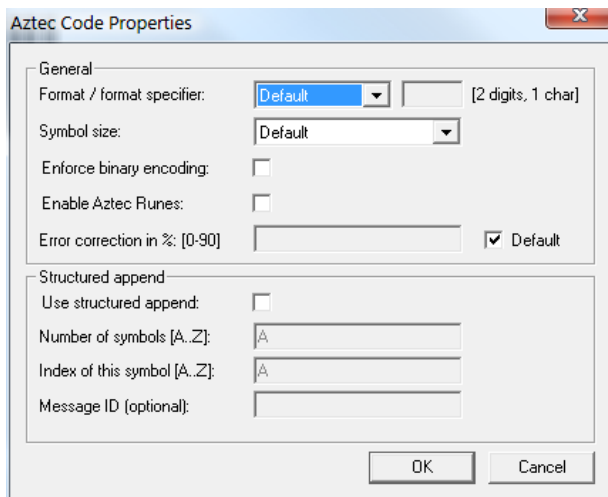 Aztec Code Properties
General
Format / format specifier: Default [2 digits, 1 char]
Symbol size: Default
Enforce binary encoding:
Enable Aztec Runes:
Error correction in %: [0-90] Default
Structured append
Use structured append:
Number of symbols [A..Z]: A
Index of this symbol [A..Z]: A
Message ID (optional):
OK Cancel